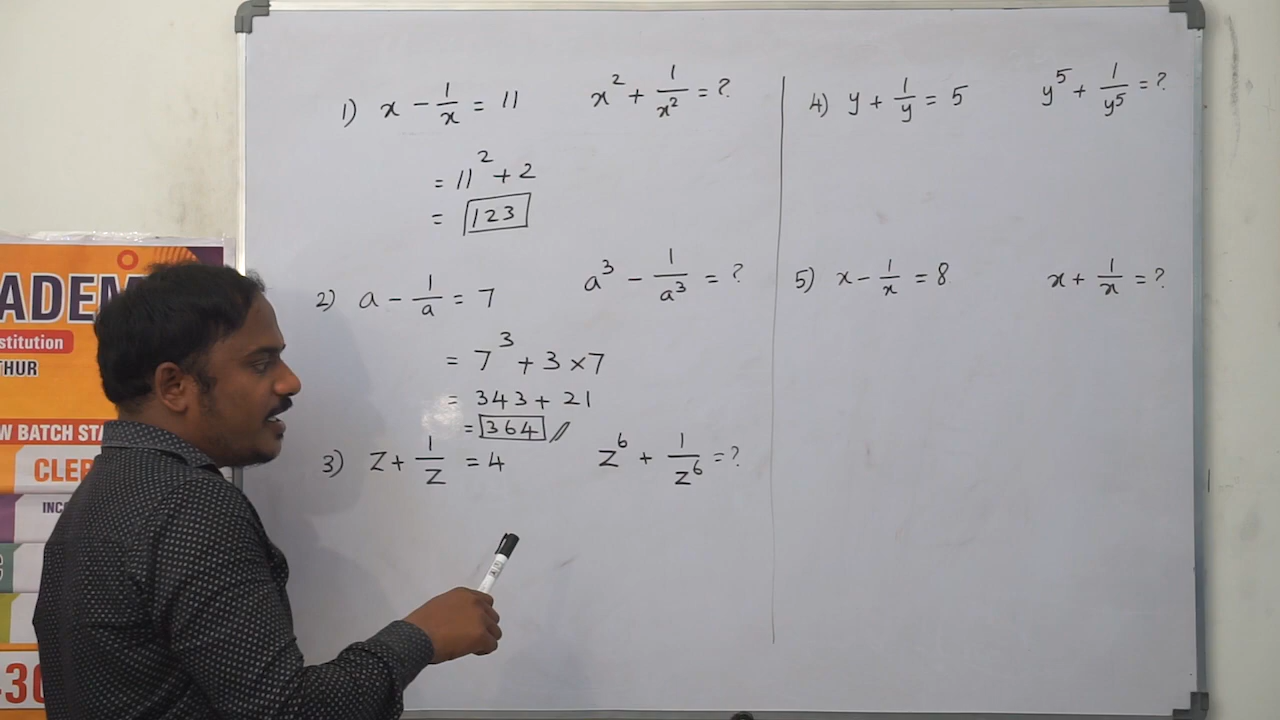 1) x - 1/x = 11    x² + 1/x² = ?
= 11² + 2
= 123
2) a - 1/a = 7    a³ - 1/a³ = ?
= 7³ + 3 × 7
= 343 + 21
= 364
3) z + 1/z = 4    z⁶ + 1/z⁶ = ?
4) y + 1/y = 5    y⁵ + 1/y⁵ = ?
5) x - 1/x = 8    x + 1/x = ?
ADEM
stitution
THUR
W BATCH STA
CLER
INC